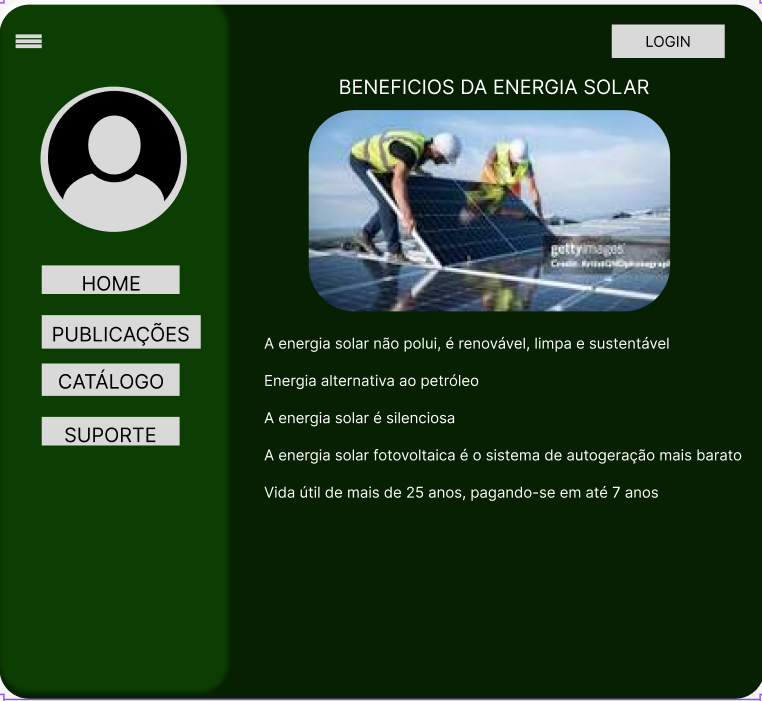 LOGIN
BENEFICIOS DA ENERGIA SOLAR
gettyimages
Credit:
HOME
PUBLICAÇÕES
CATÁLOGO
SUPORTE
A energia solar não polui, é renovável, limpa e sustentável
Energia alternativa ao petróleo
A energia solar é silenciosa
A energia solar fotovoltaica é o sistema de autogeração mais barato
Vida útil de mais de 25 anos, pagando-se em até 7 anos